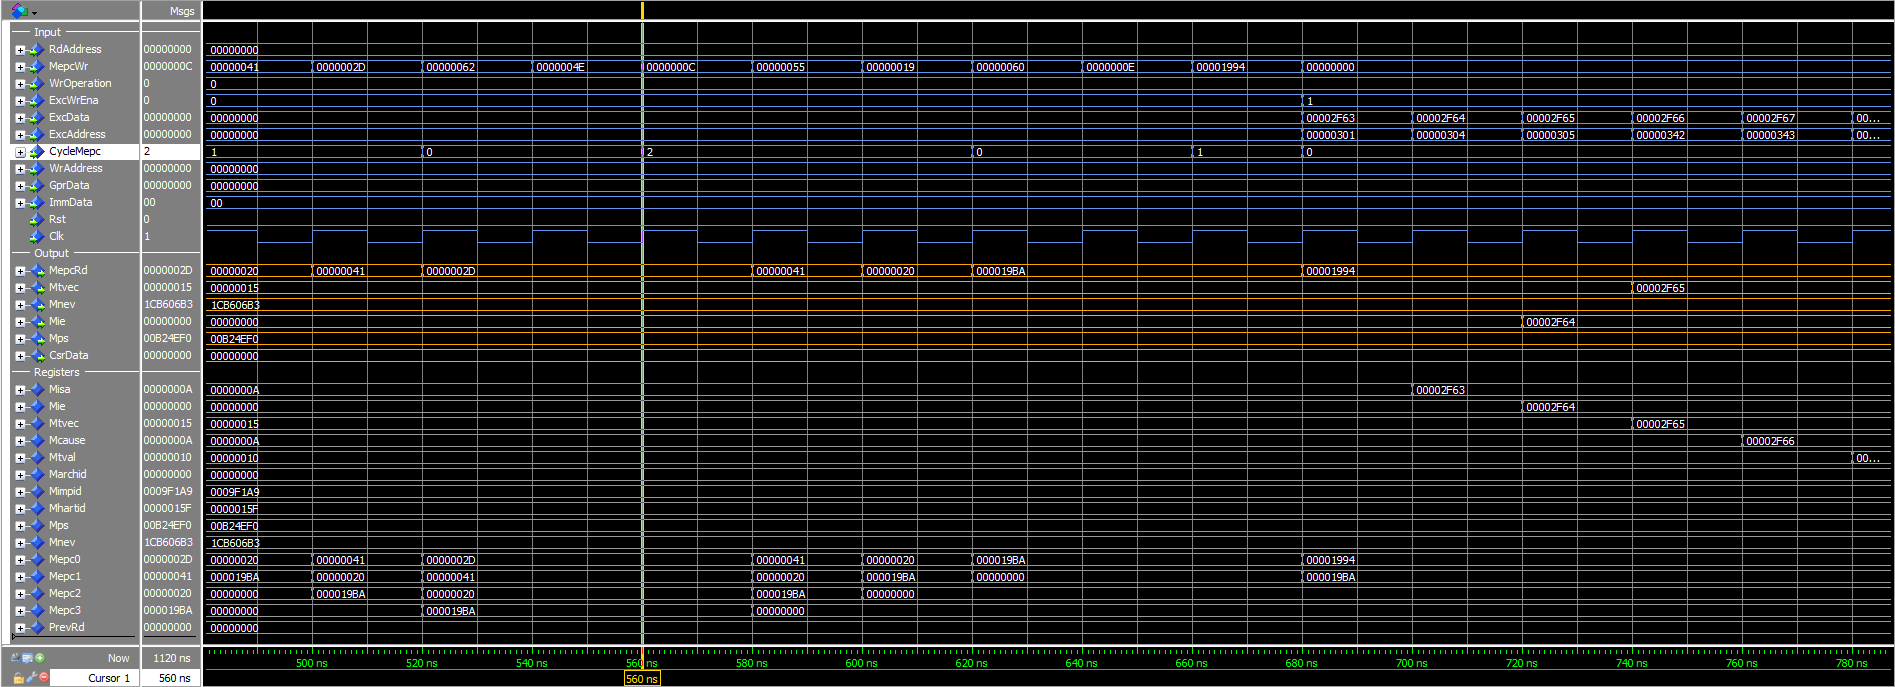 Msgs
Input
RdAddress 00000000 00000000
MepcWr 0000000C 00000041 0000002D 00000062 0000004E 0000000C 00000055 00000019 00000060 0000000E 00001994 00000000
WrOperation 0 0
ExcWrEna 0 0 1
ExcData 00000000 00000000 00002F63 00002F64 00002F65 00002F66 00002F67 00...
ExcAddress 00000000 00000000 00000301 00000304 00000305 00000342 00000343 00...
CycleMepc 2 1 0 2 0 1 0
WrAddress 00000000 00000000
GprData 00000000 00000000
ImmData 00 00
Rst 0
Clk 1
Output
MepcRd 0000002D 00000020 00000041 0000002D 00000041 00000020 000019BA 00001994
Mtvec 00000015 00000015 00002F65
Mnev 1CB606B3 1CB606B3
Mie 00000000 00000000 00002F64
Mps 00B24EF0 00B24EF0
CsrData 00000000 00000000
Registers
Misa 0000000A 0000000A 00002F63
Mie 00000000 00000000 00002F64
Mtvec 00000015 00000015 00002F65
Mcause 0000000A 0000000A 00002F66
Mtval 00000010 00000010 00...
Marchid 00000000 00000000
Mimpid 0009F1A9 0009F1A9
Mhartid 0000015F 0000015F
Mps 00B24EF0 00B24EF0
Mnev 1CB606B3 1CB606B3
Mepc0 0000002D 00000020 00000041 0000002D 00000041 00000020 000019BA 00001994
Mepc1 00000041 000019BA 00000020 00000041 00000020 000019BA 00000000 000019BA
Mepc2 00000020 00000000 000019BA 00000020 000019BA 00000000
Mepc3 000019BA 00000000 000019BA 00000000
PrevRd 00000000 00000000
Now 1120 ns 500 ns 520 ns 540 ns 560 ns 580 ns 600 ns 620 ns 640 ns 660 ns 680 ns 700 ns 720 ns 740 ns 760 ns 780 ns
Cursor 1 560 ns 560 ns